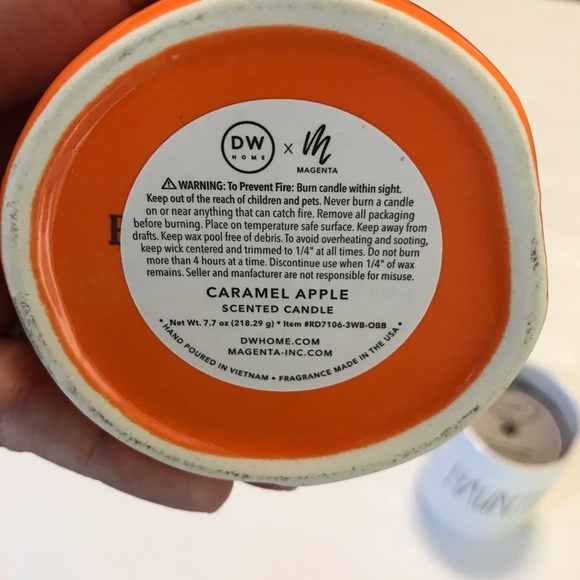 DW
HOME
x
m
MAGENTA
WARNING: To Prevent Fire: Burn candle within sight.
Keep out of the reach of children and pets. Never burn a candle
on or near anything that can catch fire. Remove all packaging
before burning. Place on temperature safe surface. Keep away from
drafts. Keep wax pool free of debris. To avoid overheating and sooting,
keep wick centered and trimmed to 1/4" at all times. Do not burn
more than 4 hours at a time. Discontinue use when 1/4" of wax
remains. Seller and manfacturer are not responsible for misuse.
CARAMEL APPLE
SCENTED CANDLE
• Net Wt. 7.7 oz (218.29 g) • Item #RD7106-3WB-OBB •
DWHOME.COM
MAGENTA-INC.COM
HAND POURED IN VIETNAM • FRAGRANCE MADE IN THE USA